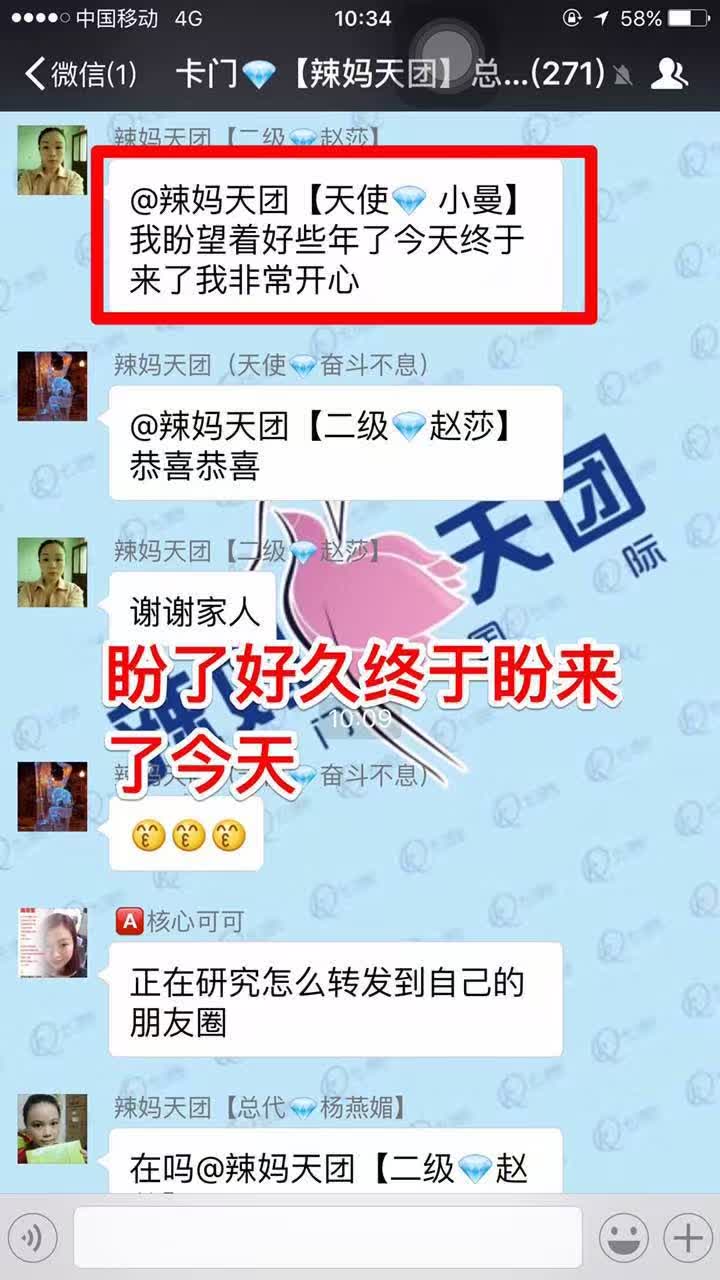 中国移动 4G 10:34 58%
微信(1) 卡门💎【辣妈天团】总...(271)
辣妈天团【二级💎赵莎】
@辣妈天团【天使💎 小曼】
我盼望着好些年了今天终于
来了我非常开心
辣妈天团（天使💎奋斗不息）
@辣妈天团【二级💎赵莎】
恭喜恭喜
天团
国际
辣妈天团【二级💎赵莎】
谢谢家人
盼了好久终于盼来
了今天
10:09
奋斗不息）
😙😙😙
🅰核心可可
正在研究怎么转发到自己的
朋友圈
辣妈天团【总代💎杨燕媚】
在吗@辣妈天团【二级💎赵